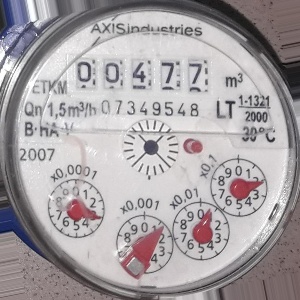 AXISindustries
ETKM 00477 m³
Qn 1,5m³/h 07349548 LT 1-1321 2000
B-H A-V 30°C
2007
x0,0001 x0,001 x0,01 x0,1